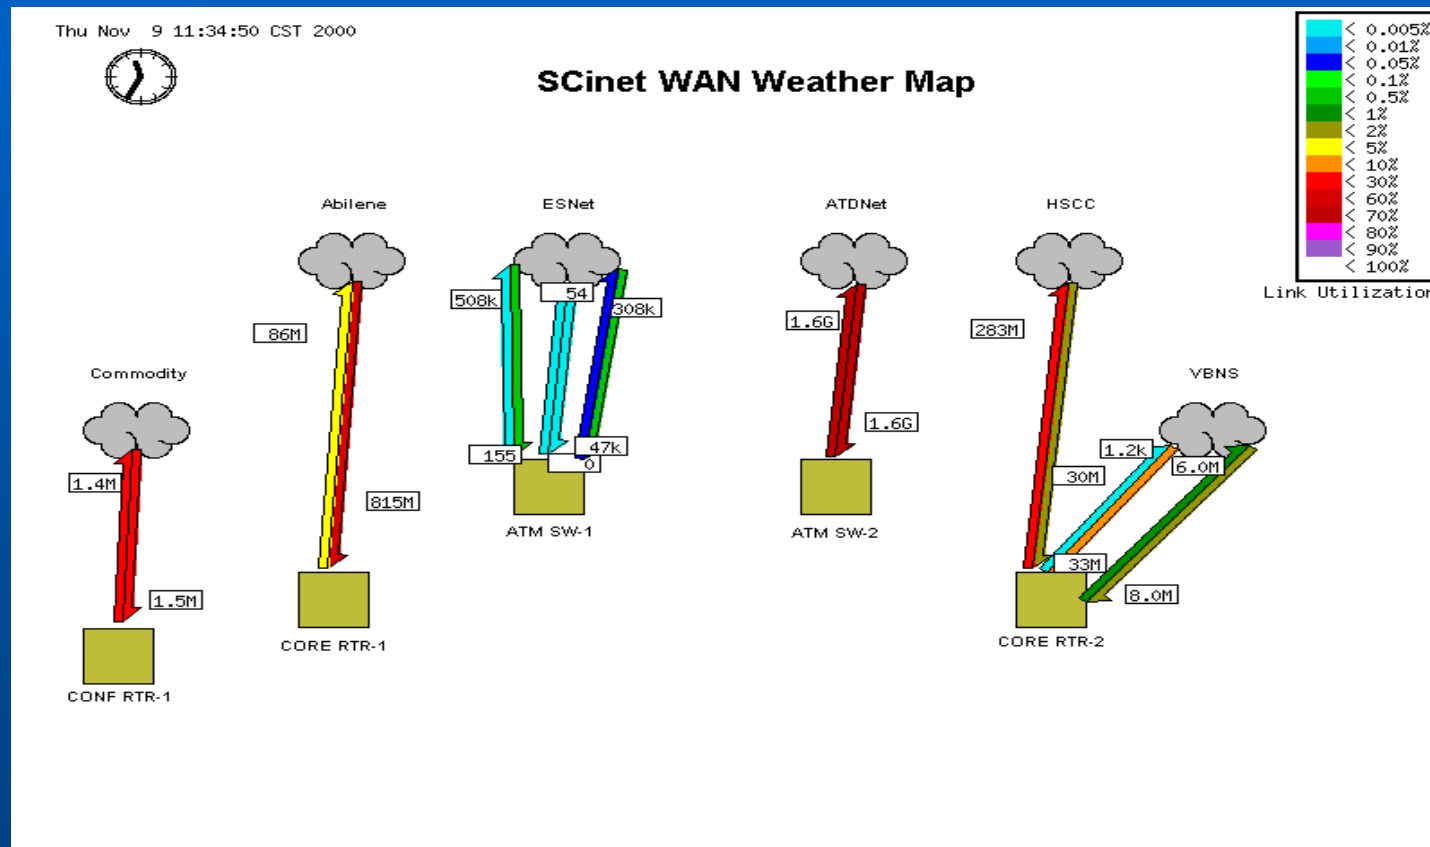 Thu Nov 9 11:34:50 CST 2000
SCinet WAN Weather Map
< 0.005%
< 0.01%
< 0.05%
< 0.1%
< 0.5%
< 1%
< 2%
< 5%
< 10%
< 30%
< 60%
< 70%
< 80%
< 90%
< 100%
Link Utilization
Abilene
ESNet
ATDNet
HSCC
Commodity
VBNS
508k
54
308k
1.6G
86M
283M
1.6G
1.4M
155
47k
0
1.2k
6.0M
30M
815M
33M
1.5M
8.0M
ATM SW-1
ATM SW-2
CORE RTR-1
CORE RTR-2
CONF RTR-1